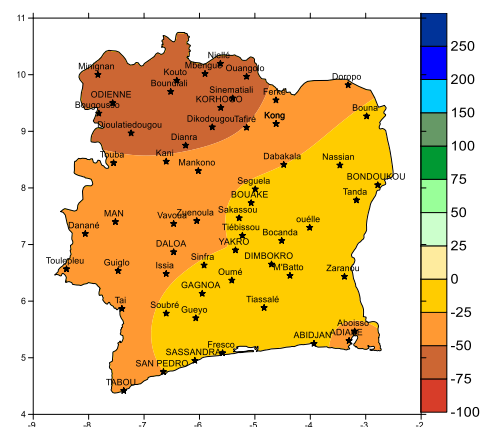 11
Niellé
Minignan
Mbengué
Kouto
Ouangolo
250
10
Doropo
Boundiali
Sinematiali
Ferké
200
ODIENNE
KORHOGO
Bougousso
Bouna
Dikodougou
Tafiré
Kong
Dioulatiedougou
9
Dianra
Touba
Kani
Mankono
Dabakala
Nassian
100
Seguela
BONDOUKOU
8
BOUAKE
Tanda
75
MAN
Vavoua
Zuenoula
Sakassou
Danané
Tiébissou
ouéllé
50
Bocanda
7
DALOA
YAKRO
25
Toulepleu
Guiglo
Issia
Sinfra
DIMBOKRO
Oumé
M'Batto
Zaranou
0
GAGNOA
6
Tai
Soubré
Gueyo
Tiassalé
-25
Aboisso
ABIDJAN
ADIAKE
Fresco
-50
SASSANDRA
5
SAN PEDRO
TABOU
-75
4
-100
-9 -8 -7 -6 -5 -4 -3 -2